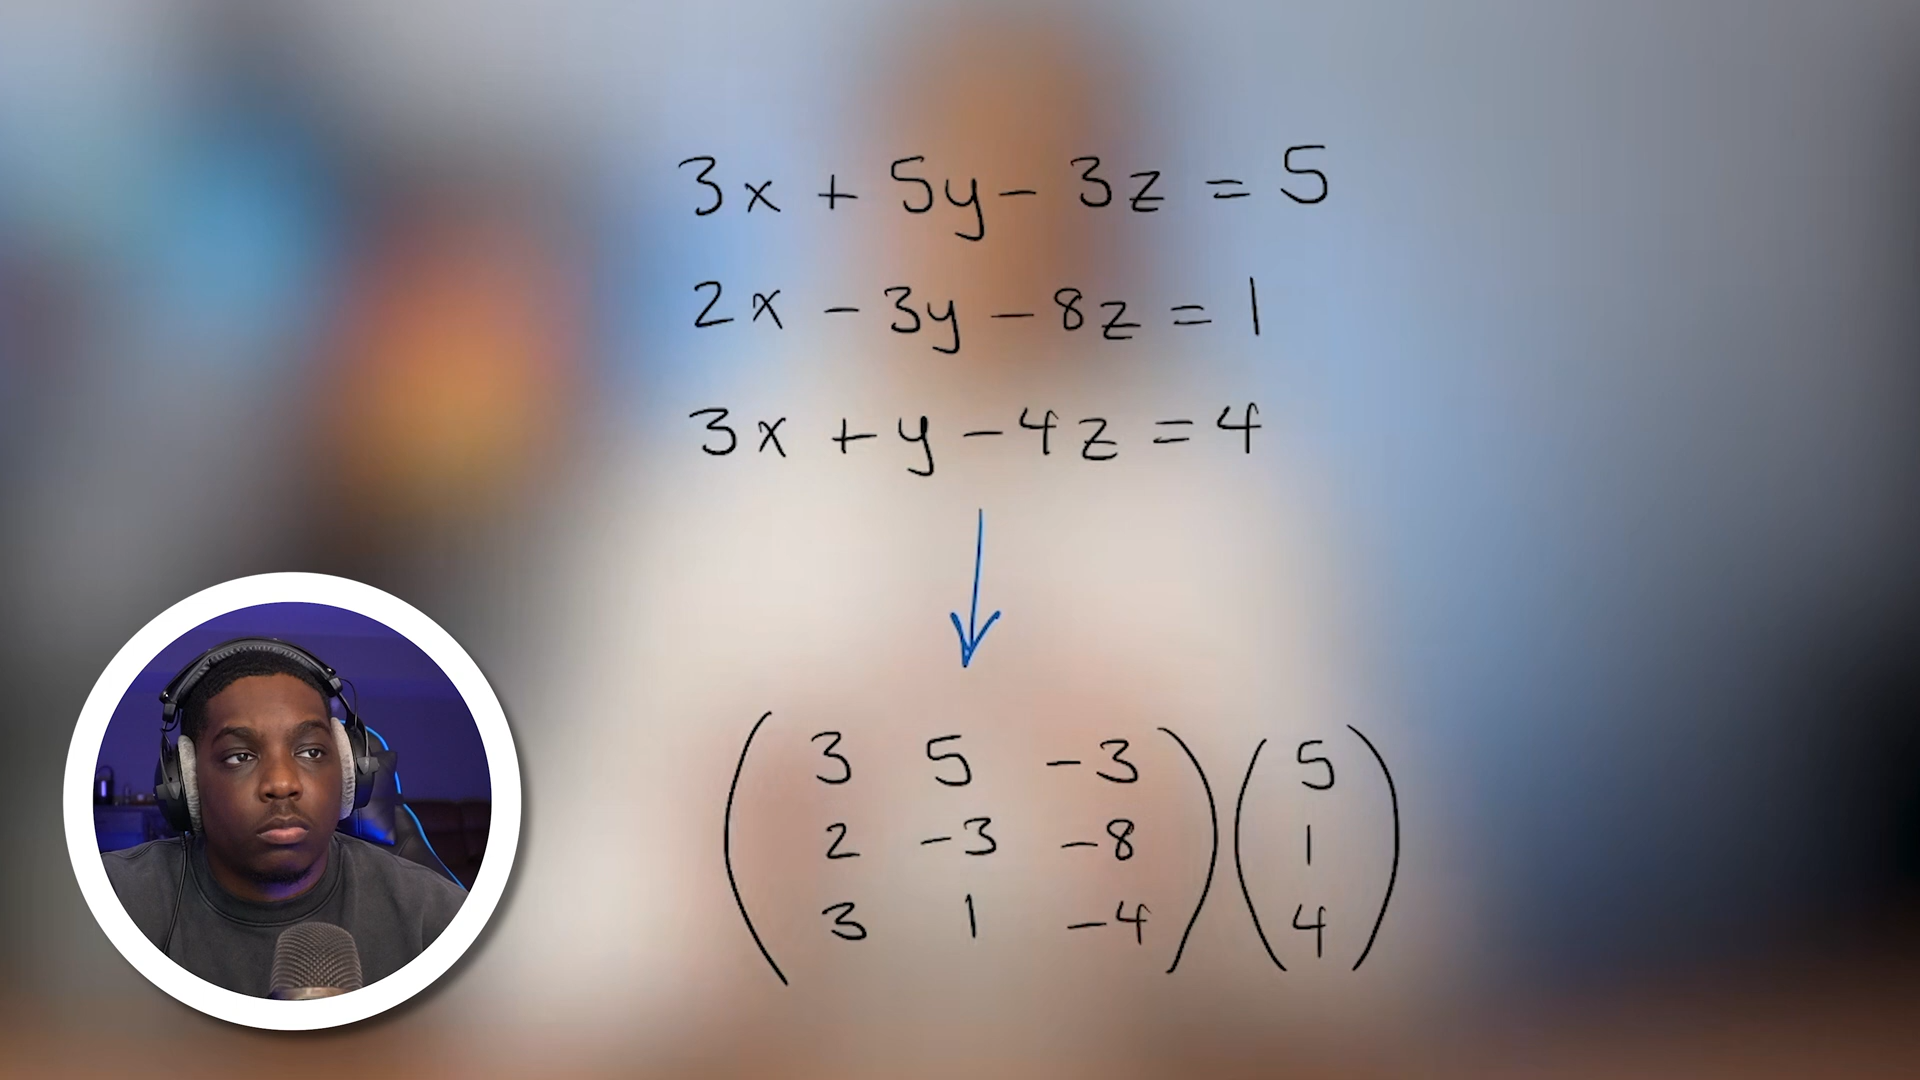 3x + 5y - 3z = 5
2x - 3y - 8z = 1
3x + y - 4z = 4
( 3 5 -3 ) ( 5 )
( 2 -3 -8 ) ( 1 )
( 3 1 -4 ) ( 4 )